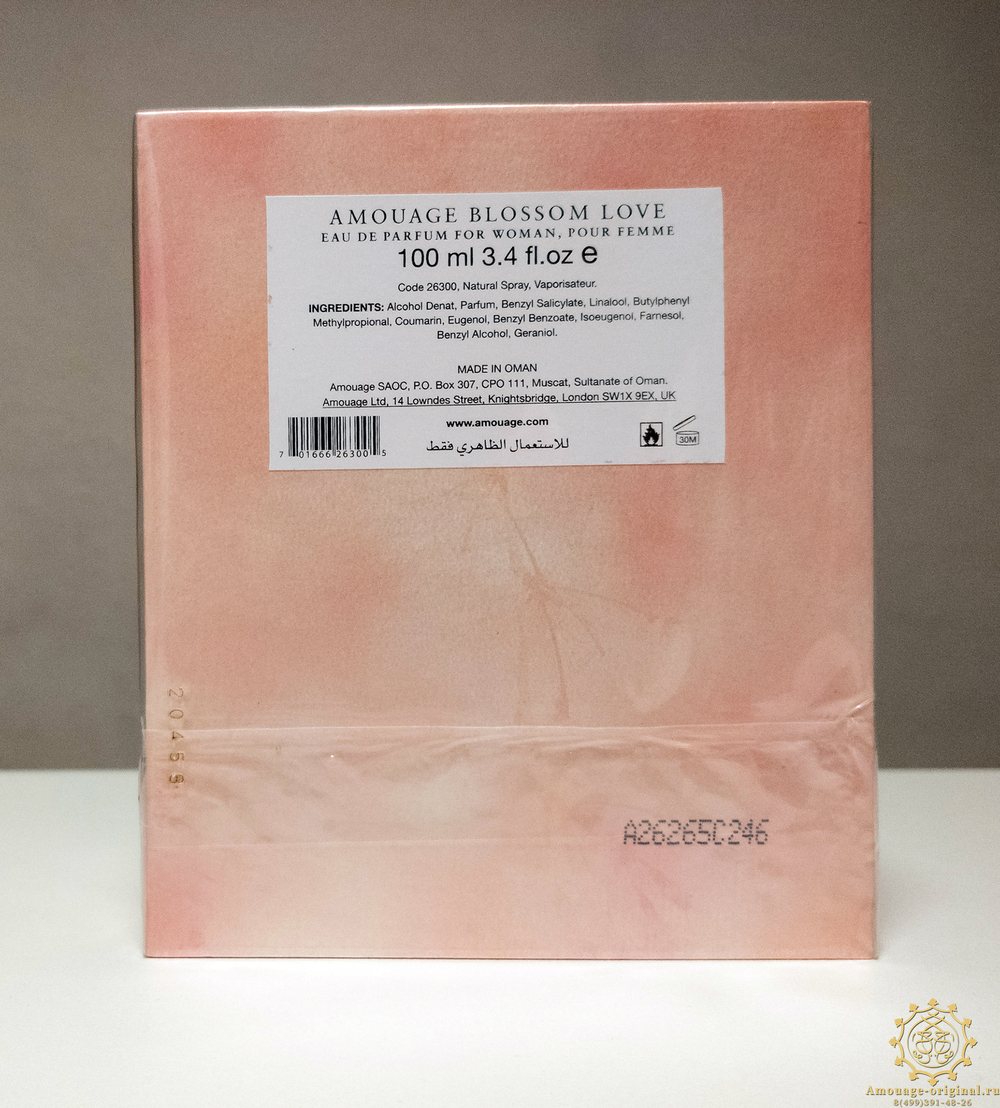 AMOUAGE BLOSSOM LOVE
EAU DE PARFUM FOR WOMAN, POUR FEMME
100 ml 3.4 fl.oz e
Code 26300, Natural Spray, Vaporisateur.
INGREDIENTS: Alcohol Denat, Parfum, Benzyl Salicylate, Linalool, Butylphenyl
Methylpropional, Coumarin, Eugenol, Benzyl Benzoate, Isoeugenol, Farnesol,
Benzyl Alcohol, Geraniol.
MADE IN OMAN
Amouage SAOC, P.O. Box 307, CPO 111, Muscat, Sultanate of Oman.
Amouage Ltd, 14 Lowndes Street, Knightsbridge, London SW1X 9EX, UK
www.amouage.com
للاستعمال الظاهري فقط
7 01666 26300 5
30M
A26265C246
Amouage-original.ru
8(499)391-48-26